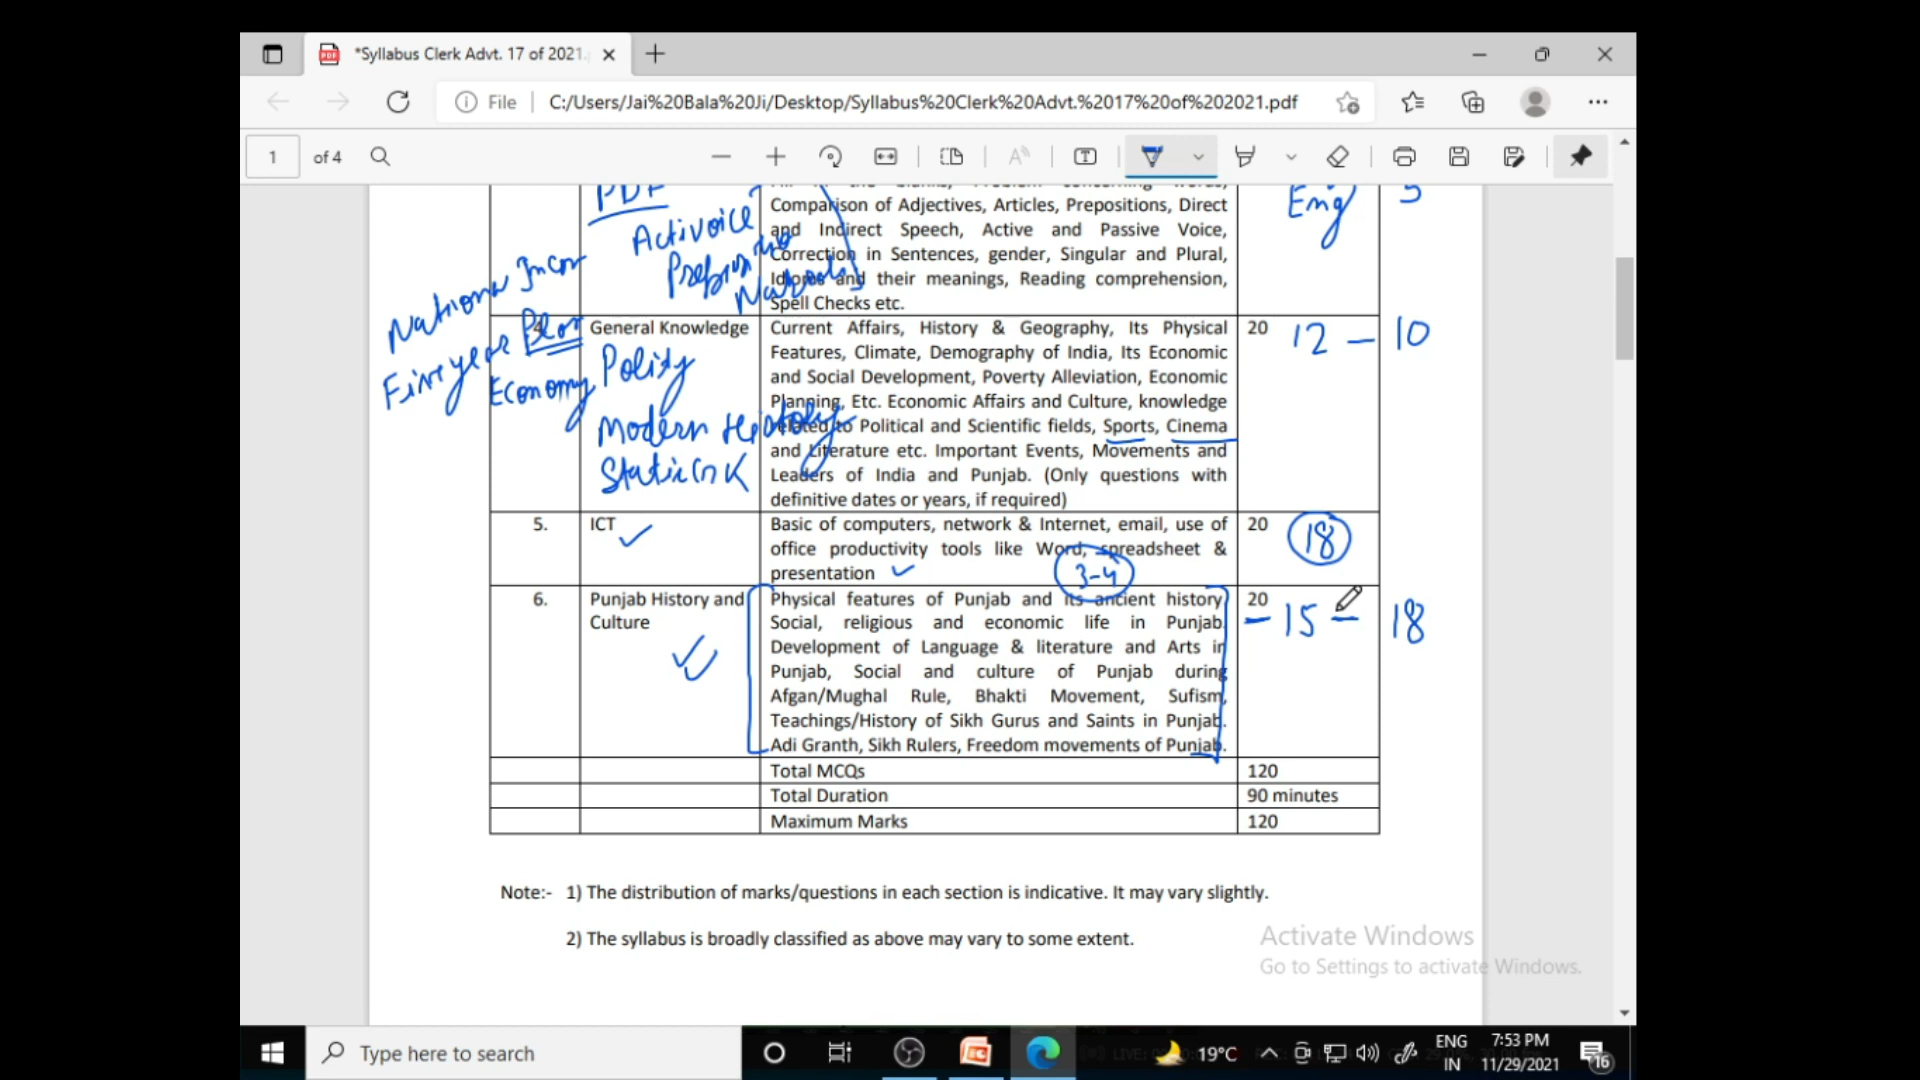 *Syllabus Clerk Advt. 17 of 2021.
File C:/Users/Jai%20Bala%20Ji/Desktop/Syllabus%20Clerk%20Advt.%2017%20of%202021.pdf
1 of 4
PDF
Activoice
National Incom
Five year Plan
Economy
Comparison of Adjectives, Articles, Prepositions, Direct
and Indirect Speech, Active and Passive Voice,
Correction in Sentences, gender, Singular and Plural,
Idioms and their meanings, Reading comprehension,
Spell Checks etc.
Eng 5
4. General Knowledge
Polity
Modern History
Static GK
Current Affairs, History & Geography, Its Physical
Features, Climate, Demography of India, Its Economic
and Social Development, Poverty Alleviation, Economic
Planning, Etc. Economic Affairs and Culture, knowledge
related to Political and Scientific fields, Sports, Cinema
and Literature etc. Important Events, Movements and
Leaders of India and Punjab. (Only questions with
definitive dates or years, if required)
20 12 – 10
5. ICT
Basic of computers, network & Internet, email, use of
office productivity tools like Word, spreadsheet &
presentation
3-4
20 18
6. Punjab History and
Culture
Physical features of Punjab and its ancient history
Social, religious and economic life in Punjab.
Development of Language & literature and Arts in
Punjab, Social and culture of Punjab during
Afgan/Mughal Rule, Bhakti Movement, Sufism,
Teachings/History of Sikh Gurus and Saints in Punjab.
Adi Granth, Sikh Rulers, Freedom movements of Punjab.
20 – 15 – 18
Total MCQs 120
Total Duration 90 minutes
Maximum Marks 120
Note:- 1) The distribution of marks/questions in each section is indicative. It may vary slightly.
2) The syllabus is broadly classified as above may vary to some extent.
Activate Windows
Go to Settings to activate Windows.
Type here to search
19°C
ENG
IN
7:53 PM
11/29/2021
16